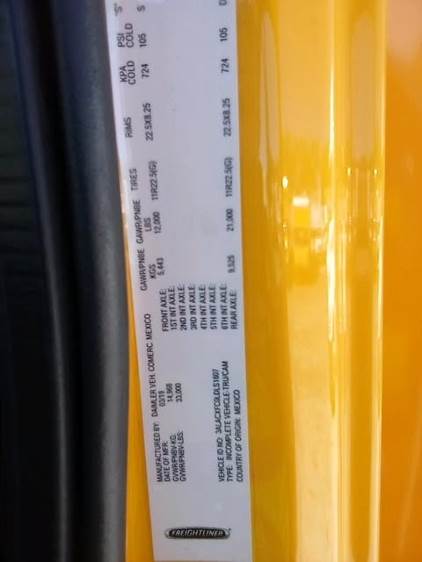 FREIGHTLINER
MANUFACTURED BY: DAIMLER VEH. COMERC. MEXICO
DATE OF MFR: 03/19
GVWR/PNBV-KG: 14,968
GVWR/PNBV-LBS: 33,000
GAWR/PNBE KGS GAWR/PNBE LBS TIRES RIMS KPA COLD PSI COLD
FRONT AXLE: 5,443 12,000 11R22.5(G) 22.5X8.25 724 105 S
1ST INT AXLE:
2ND INT AXLE:
3RD INT AXLE:
4TH INT AXLE:
5TH INT AXLE:
6TH INT AXLE:
REAR AXLE: 9,525 21,000 11R22.5(G) 22.5X8.25 724 105 D
VEHICLE ID NO: 3ALACXFC9LDLS1807
TYPE: INCOMPLETE VEHICLE-TRU/CAM
COUNTRY OF ORIGIN: MEXICO